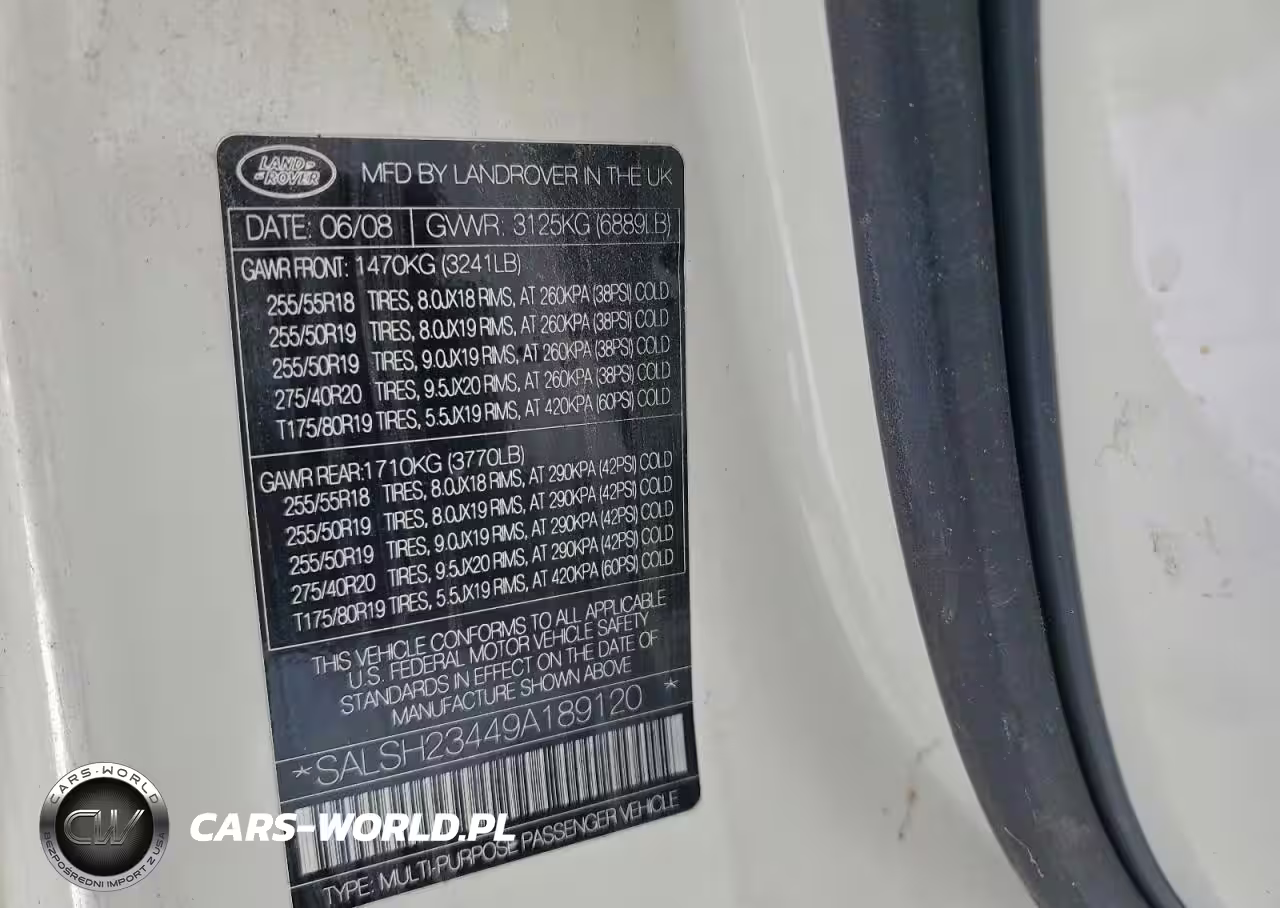 LAND ROVER
MFD BY LANDROVER IN THE UK
DATE: 06/08 GVWR: 3125KG (6889LB)
GAWR FRONT: 1470KG (3241LB)
255/55R18 TIRES, 8.0JX18 RIMS, AT 260KPA (38PSI) COLD
255/50R19 TIRES, 8.0JX19 RIMS, AT 260KPA (38PSI) COLD
255/50R19 TIRES, 9.0JX19 RIMS, AT 260KPA (38PSI) COLD
275/40R20 TIRES, 9.5JX20 RIMS, AT 260KPA (38PSI) COLD
T175/80R19 TIRES, 5.5JX19 RIMS, AT 420KPA (60PSI) COLD
GAWR REAR: 1710KG (3770LB)
255/55R18 TIRES, 8.0JX18 RIMS, AT 290KPA (42PSI) COLD
255/50R19 TIRES, 8.0JX19 RIMS, AT 290KPA (42PSI) COLD
255/50R19 TIRES, 9.0JX19 RIMS, AT 290KPA (42PSI) COLD
275/40R20 TIRES, 9.5JX20 RIMS, AT 290KPA (42PSI) COLD
T175/80R19 TIRES, 5.5JX19 RIMS, AT 420KPA (60PSI) COLD
THIS VEHICLE CONFORMS TO ALL APPLICABLE
U.S. FEDERAL MOTOR VEHICLE SAFETY
STANDARDS IN EFFECT ON THE DATE OF
MANUFACTURE SHOWN ABOVE
*SALSH23449A189120 *
TYPE: MULTI-PURPOSE PASSENGER VEHICLE
CARS-WORLD
CW
BEZPOŚREDNI IMPORT Z USA
CARS-WORLD.PL